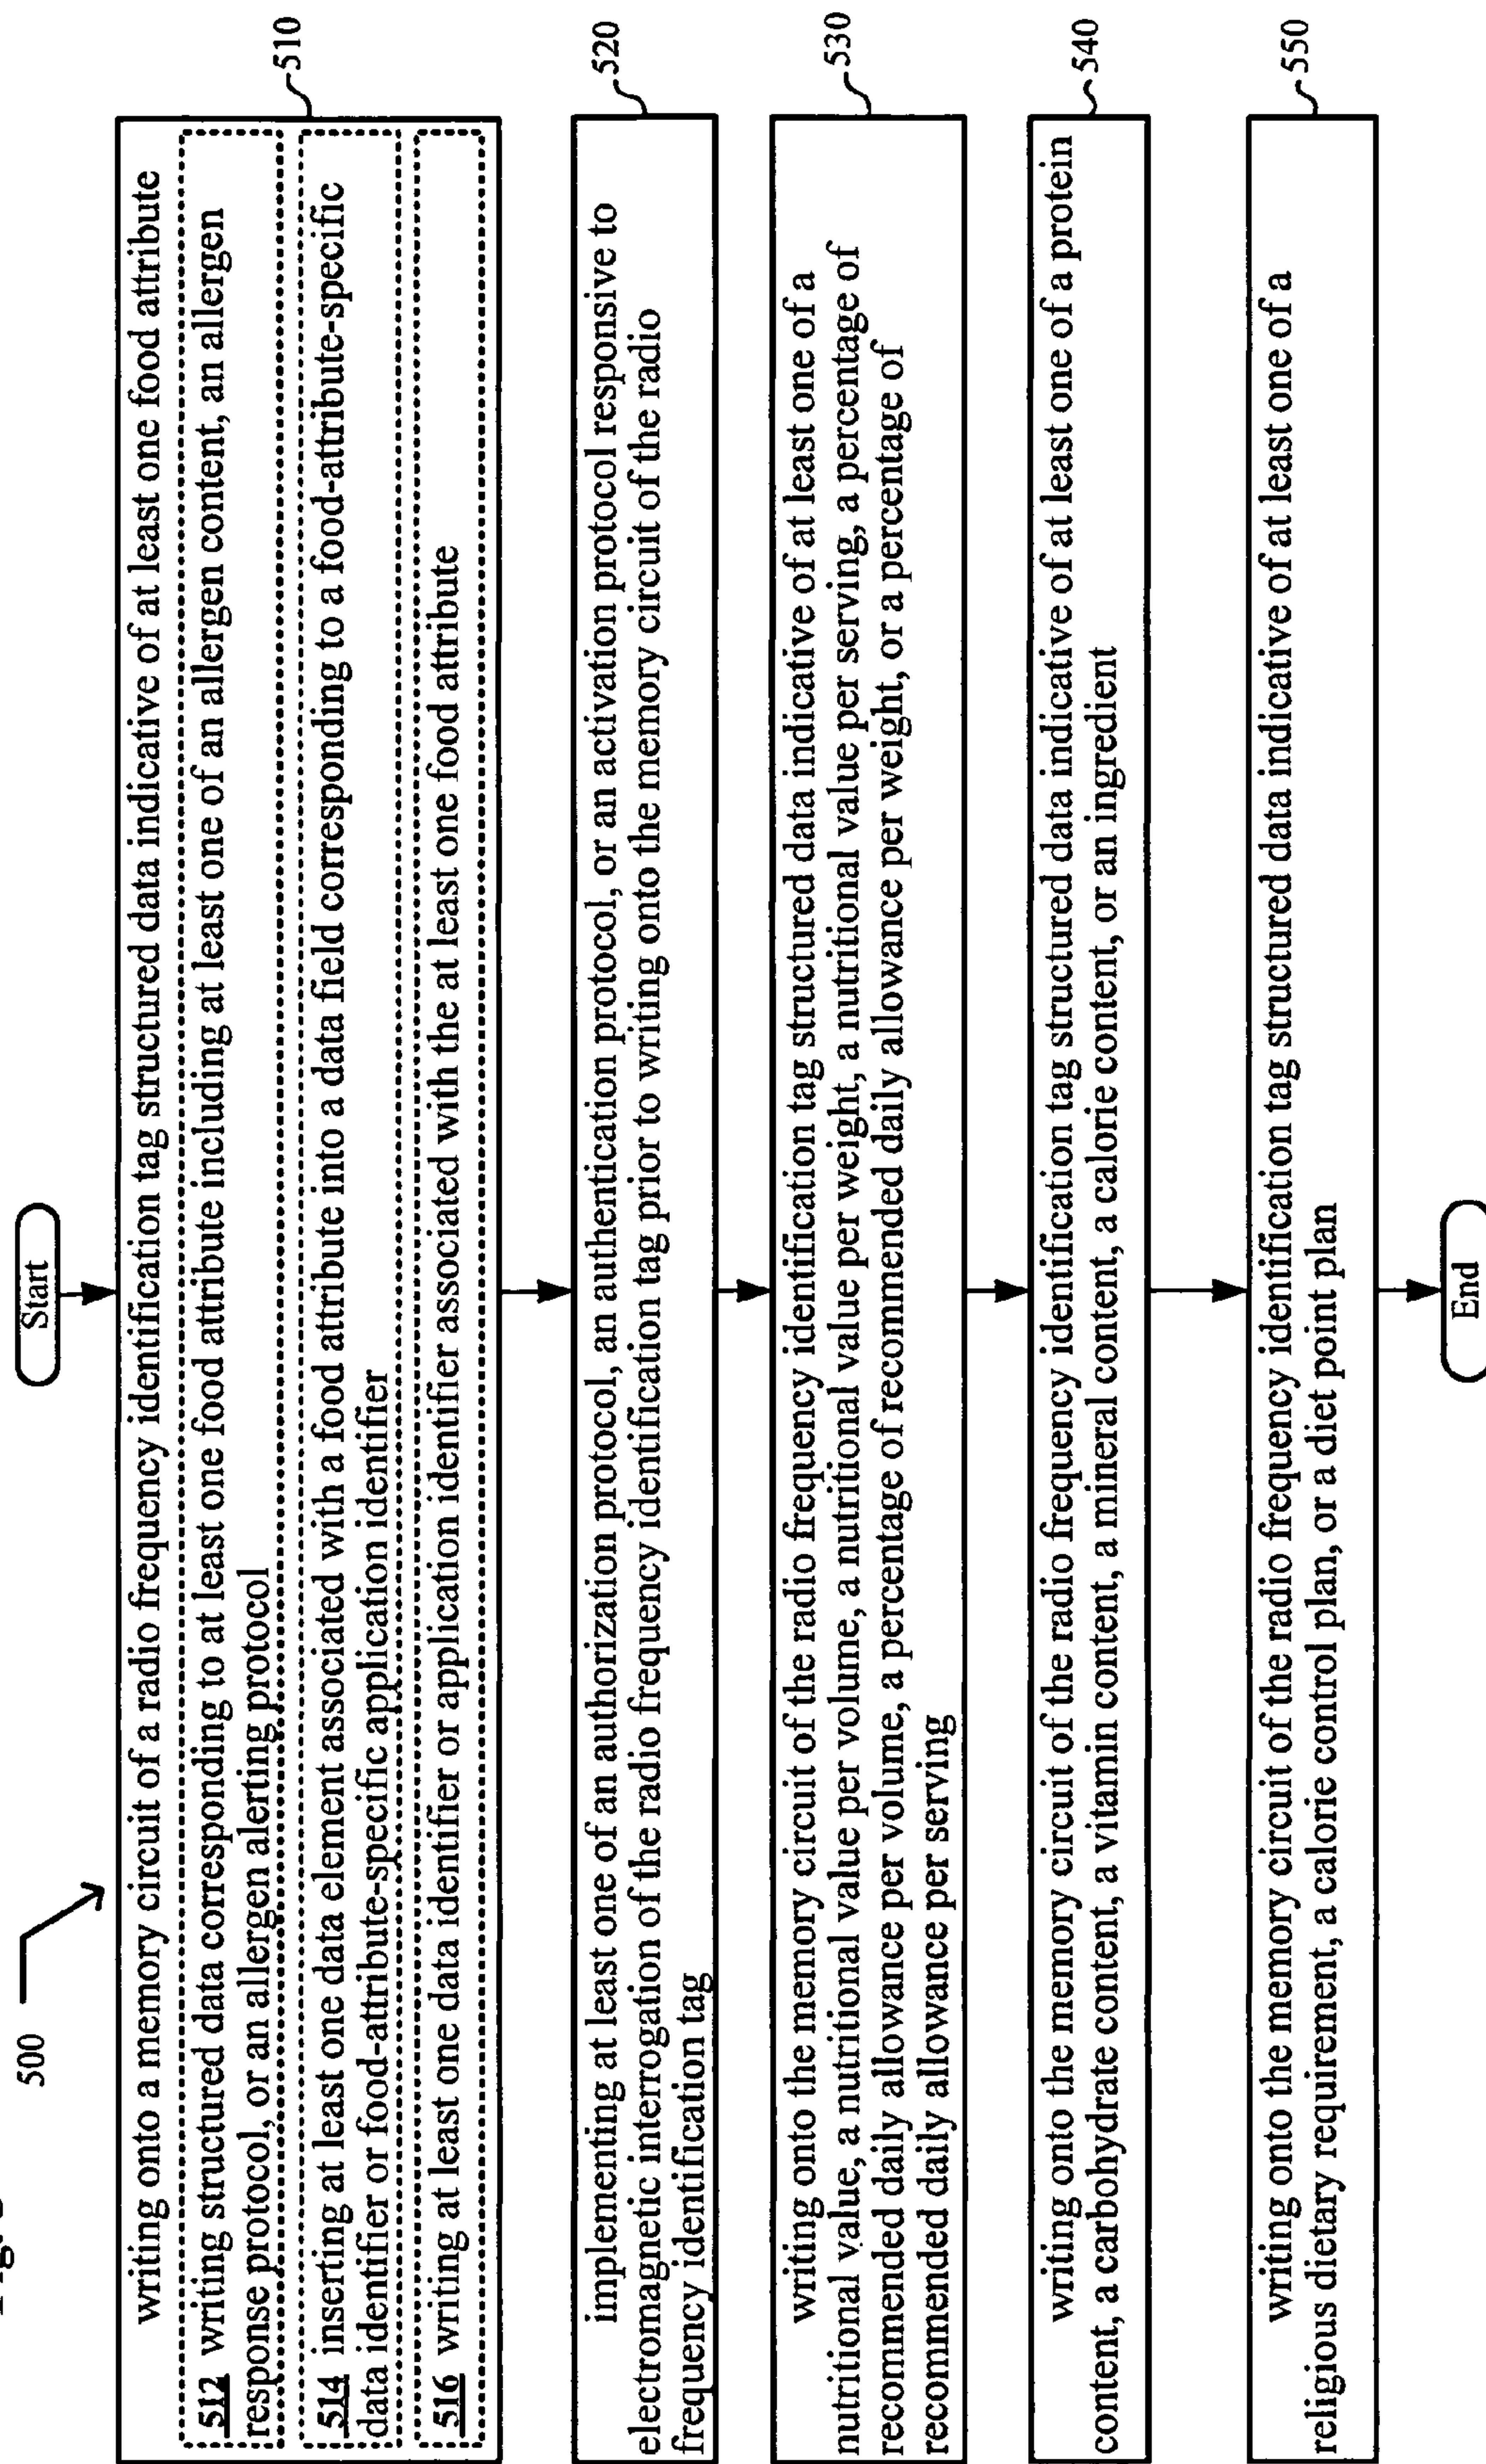 500
Start
writing onto a memory circuit of a radio frequency identification tag structured data indicative of at least one food attribute
512 writing structured data corresponding to at least one food attribute including at least one of an allergen content, an allergen
response protocol, or an allergen alerting protocol
514 inserting at least one data element associated with a food attribute into a data field corresponding to a food-attribute-specific
data identifier or food-attribute-specific application identifier
516 writing at least one data identifier or application identifier associated with the at least one food attribute
510
implementing at least one of an authorization protocol, an authentication protocol, or an activation protocol responsive to
electromagnetic interrogation of the radio frequency identification tag prior to writing onto the memory circuit of the radio
frequency identification tag
520
writing onto the memory circuit of the radio frequency identification tag structured data indicative of at least one of a
nutritional value, a nutritional value per volume, a nutritional value per weight, a nutritional value per serving, a percentage of
recommended daily allowance per volume, a percentage of recommended daily allowance per weight, or a percentage of
recommended daily allowance per serving
530
writing onto the memory circuit of the radio frequency identification tag structured data indicative of at least one of a protein
content, a carbohydrate content, a vitamin content, a mineral content, a calorie content, or an ingredient
540
writing onto the memory circuit of the radio frequency identification tag structured data indicative of at least one of a
religious dietary requirement, a calorie control plan, or a diet point plan
550
End